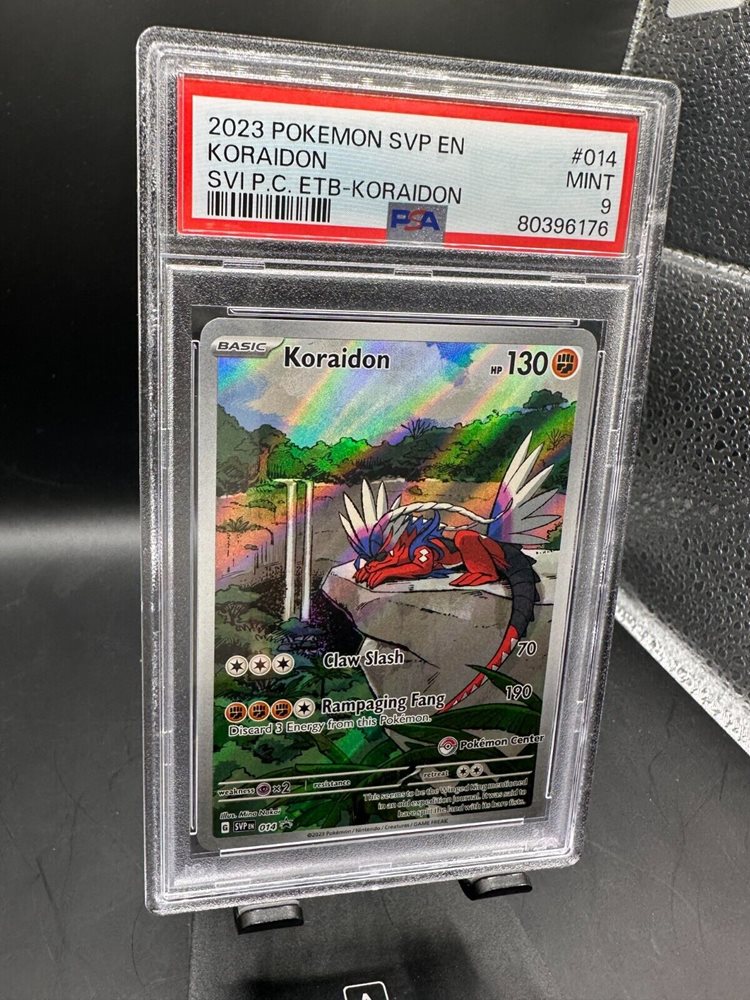 2023 POKEMON SVP EN #014
KORAIDON MINT
SVI P.C. ETB-KORAIDON 9
PSA 80396176
BASIC Koraidon HP 130
Claw Slash 70
Rampaging Fang 190
Discard 3 Energy from this Pokémon.
Pokémon Center
weakness ×2 resistance retreat
This seems to be the Winged King mentioned
in an old expedition journal. It was said to
have split the land with its bare fists.
Illus. Mina Nakai
G SVP EN 014
©2023 Pokémon / Nintendo / Creatures / GAME FREAK